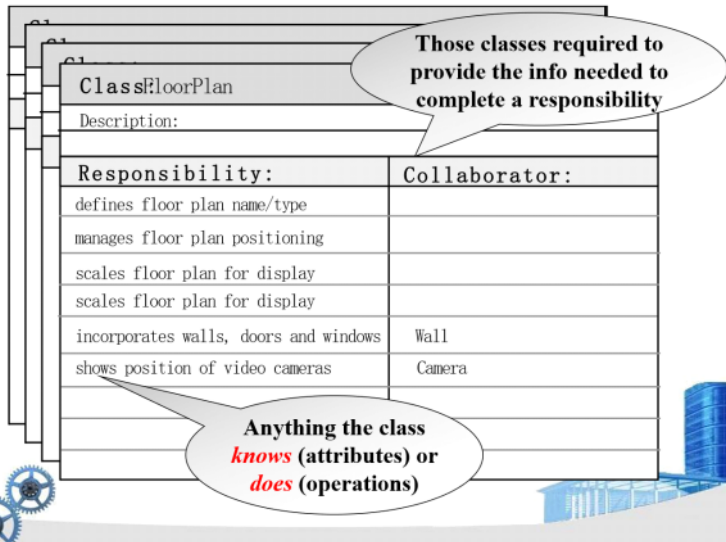 Class:
Class: FloorPlan
Description:
Responsibility:
Collaborator:
defines floor plan name/type
manages floor plan positioning
scales floor plan for display
scales floor plan for display
incorporates walls, doors and windows
Wall
shows position of video cameras
Camera
Those classes required to
provide the info needed to
complete a responsibility
Anything the class
knows (attributes) or
does (operations)